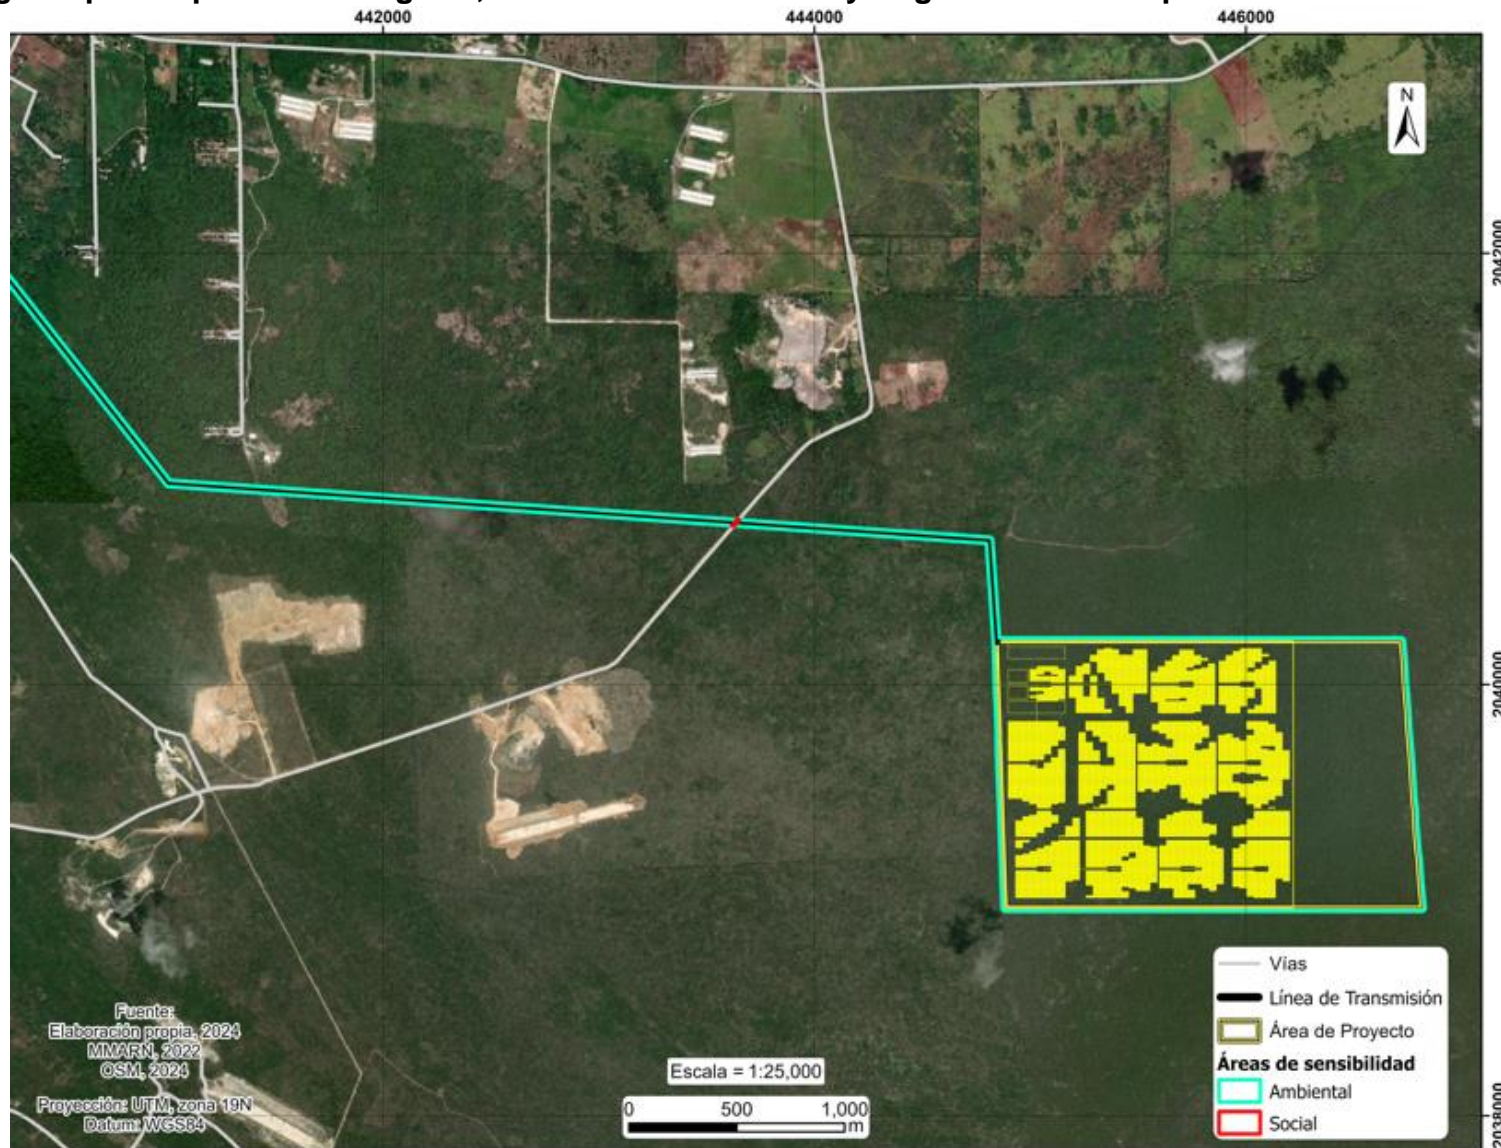 442000
444000
446000
N
2042000
2040000
2038000
Vías
Línea de Transmisión
Área de Proyecto
Áreas de sensibilidad
Ambiental
Social
Fuente:
Elaboración propia, 2024
MMARN, 2022
OSM, 2024
Proyección: UTM, zona 19N
Datum: WGS84
Escala = 1:25,000
0 500 1,000
m